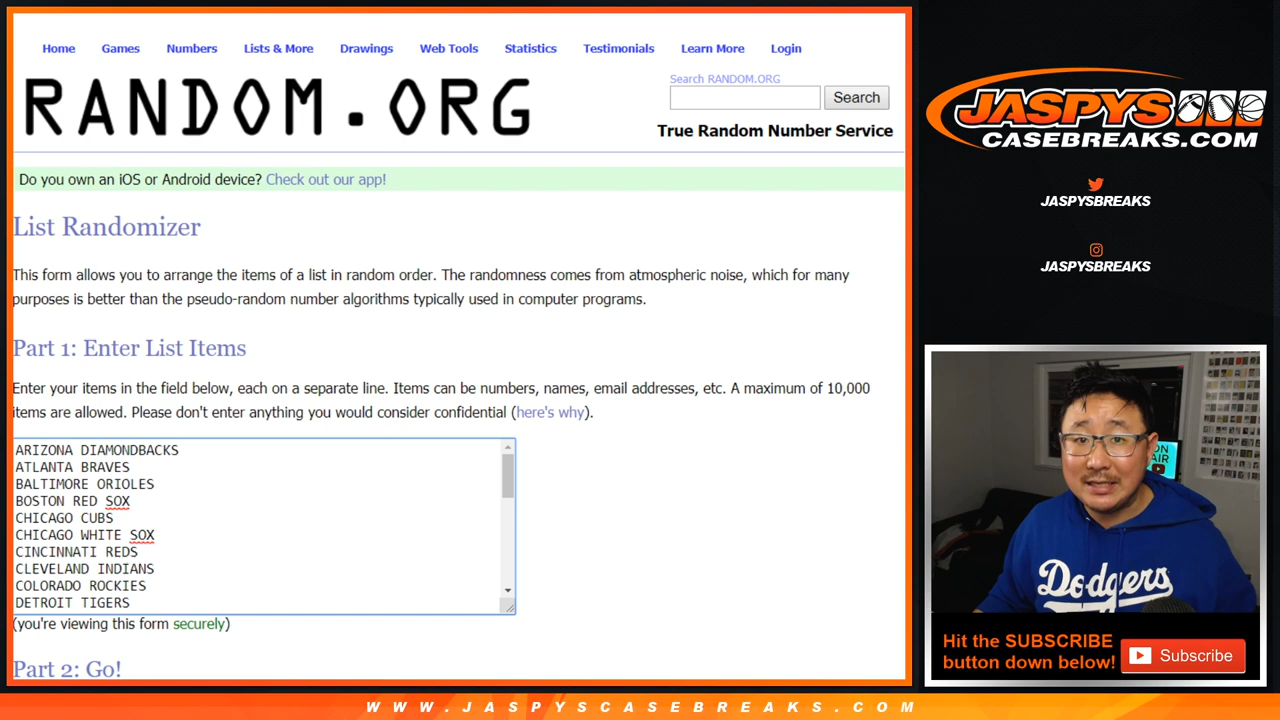 Home Games Numbers Lists & More Drawings Web Tools Statistics Testimonials Learn More Login
RANDOM.ORG
Search RANDOM.ORG
Search
True Random Number Service
Do you own an iOS or Android device? Check out our app!
List Randomizer
This form allows you to arrange the items of a list in random order. The randomness comes from atmospheric noise, which for many
purposes is better than the pseudo-random number algorithms typically used in computer programs.
Part 1: Enter List Items
Enter your items in the field below, each on a separate line. Items can be numbers, names, email addresses, etc. A maximum of 10,000
items are allowed. Please don't enter anything you would consider confidential (here's why).
ARIZONA DIAMONDBACKS
ATLANTA BRAVES
BALTIMORE ORIOLES
BOSTON RED SOX
CHICAGO CUBS
CHICAGO WHITE SOX
CINCINNATI REDS
CLEVELAND INDIANS
COLORADO ROCKIES
DETROIT TIGERS
(you're viewing this form securely)
Part 2: Go!
JASPYS
CASEBREAKS.COM
JASPYSBREAKS
JASPYSBREAKS
ON
AIR
Dodgers
Hit the SUBSCRIBE
button down below!
Subscribe
WWW.JASPYSCASEBREAKS.COM